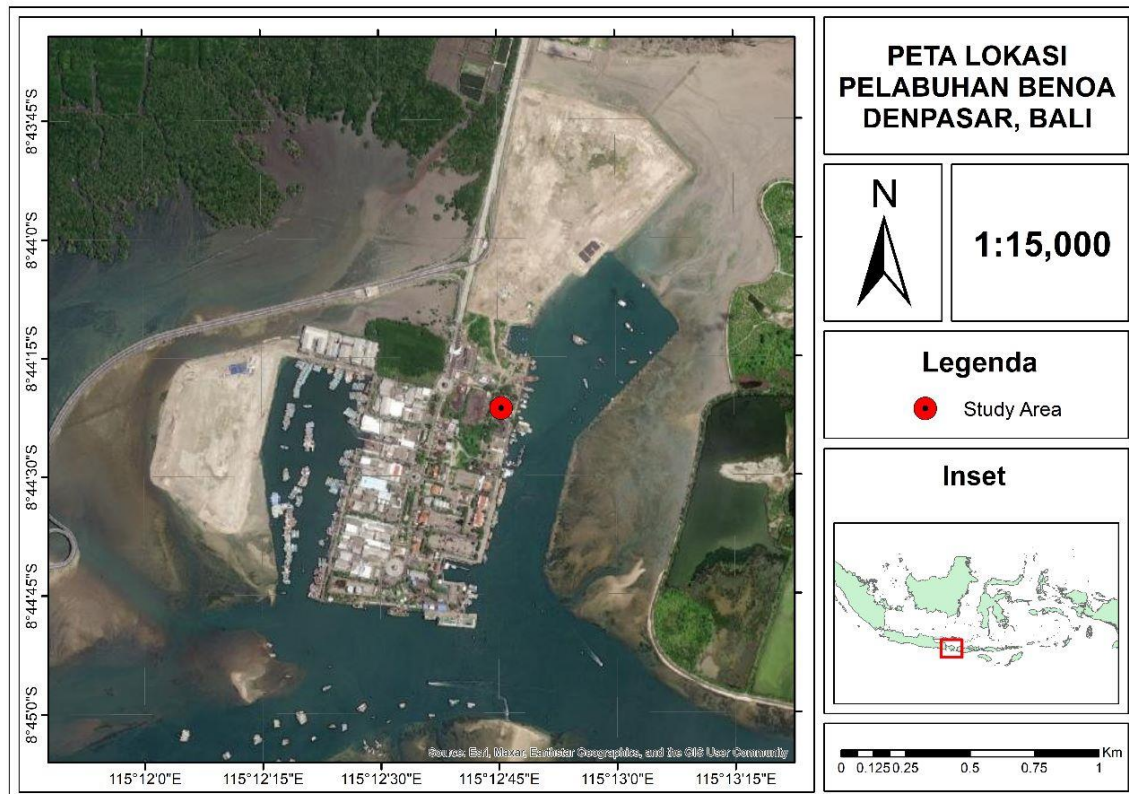 PETA LOKASI
PELABUHAN BENOA
DENPASAR, BALI
N
1:15,000
Legenda
Study Area
Inset
Km
0 0.125 0.25 0.5 0.75 1
8°43'45"S
8°44'0"S
8°44'15"S
8°44'30"S
8°44'45"S
8°45'0"S
Source: Esri, Maxar, Earthstar Geographics, and the GIS User Community
115°12'0"E 115°12'15"E 115°12'30"E 115°12'45"E 115°13'0"E 115°13'15"E